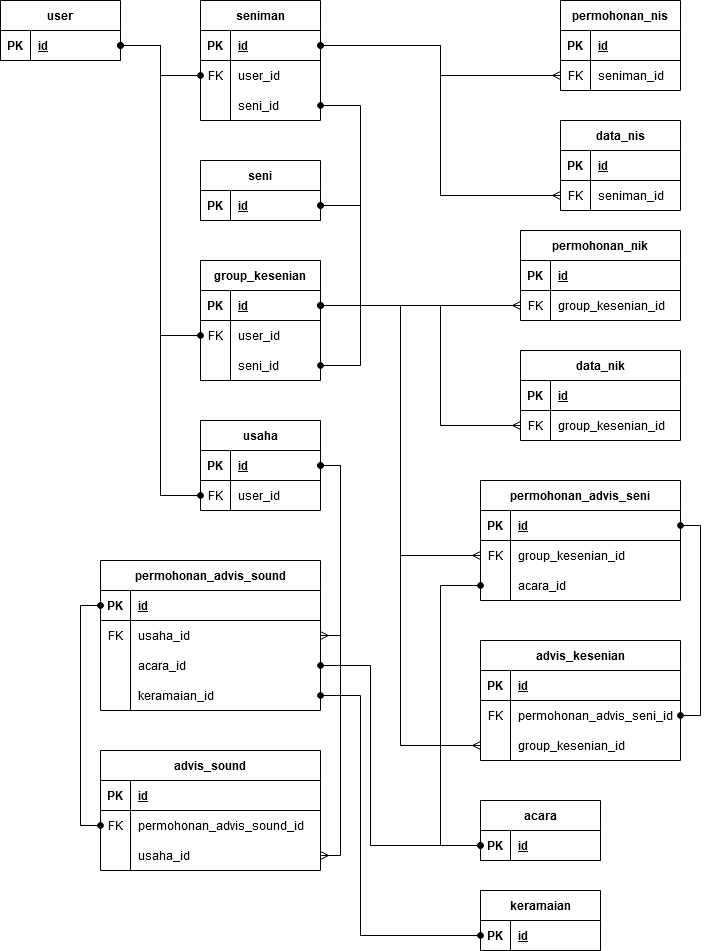 user
PK id
seniman
PK id
FK user_id
seni_id
permohonan_nis
PK id
FK seniman_id
data_nis
PK id
FK seniman_id
seni
PK id
group_kesenian
PK id
FK user_id
seni_id
permohonan_nik
PK id
FK group_kesenian_id
data_nik
PK id
FK group_kesenian_id
usaha
PK id
FK user_id
permohonan_advis_seni
PK id
FK group_kesenian_id
acara_id
permohonan_advis_sound
PK id
FK usaha_id
acara_id
keramaian_id
advis_kesenian
PK id
FK permohonan_advis_seni_id
group_kesenian_id
advis_sound
PK id
FK permohonan_advis_sound_id
usaha_id
acara
PK id
keramaian
PK id